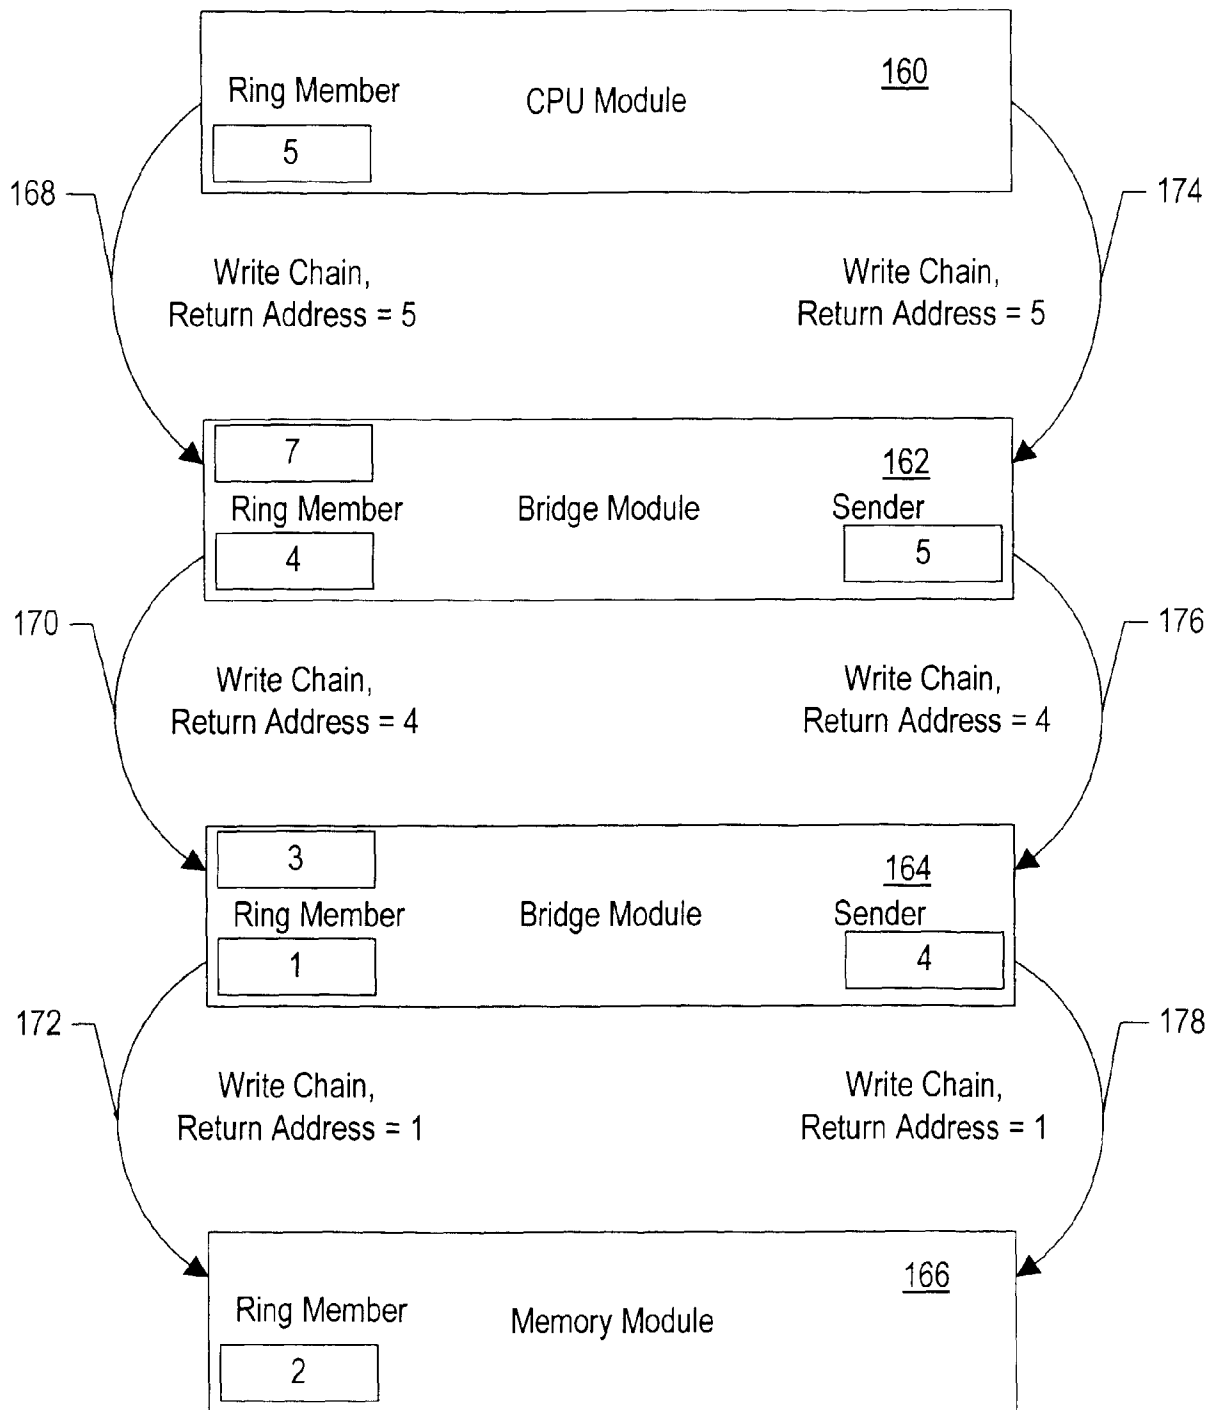 160
Ring Member
CPU Module
5
168
174
Write Chain,
Return Address = 5
Write Chain,
Return Address = 5
7
162
Ring Member
Bridge Module
Sender
4
5
170
176
Write Chain,
Return Address = 4
Write Chain,
Return Address = 4
3
164
Ring Member
Bridge Module
Sender
1
4
172
178
Write Chain,
Return Address = 1
Write Chain,
Return Address = 1
166
Ring Member
Memory Module
2